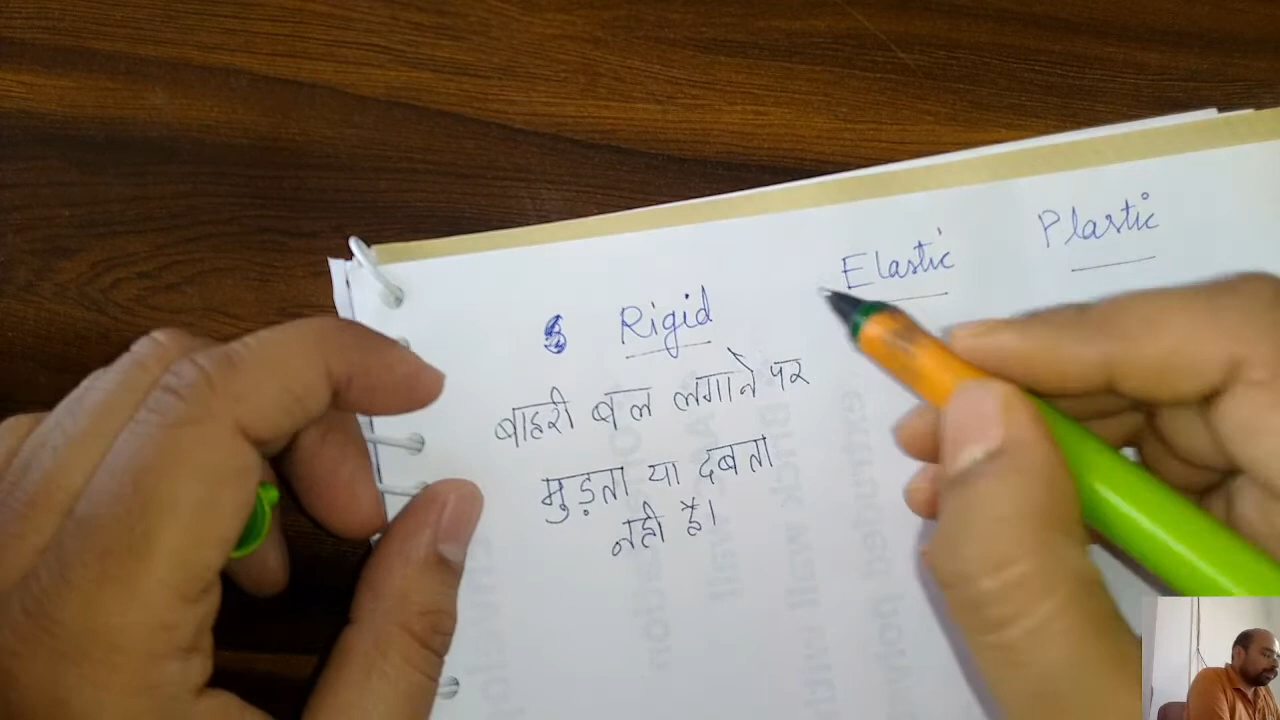 Rigid Elastic Plastic
बाहरी बल लगाने पर
मुड़ता या दबता
नही है।